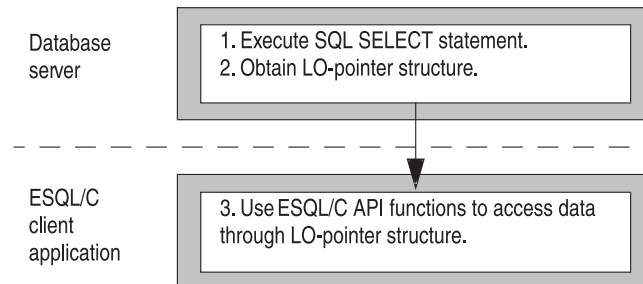 Database
server
1. Execute SQL SELECT statement.
2. Obtain LO-pointer structure.
ESQL/C
client
application
3. Use ESQL/C API functions to access data
through LO-pointer structure.